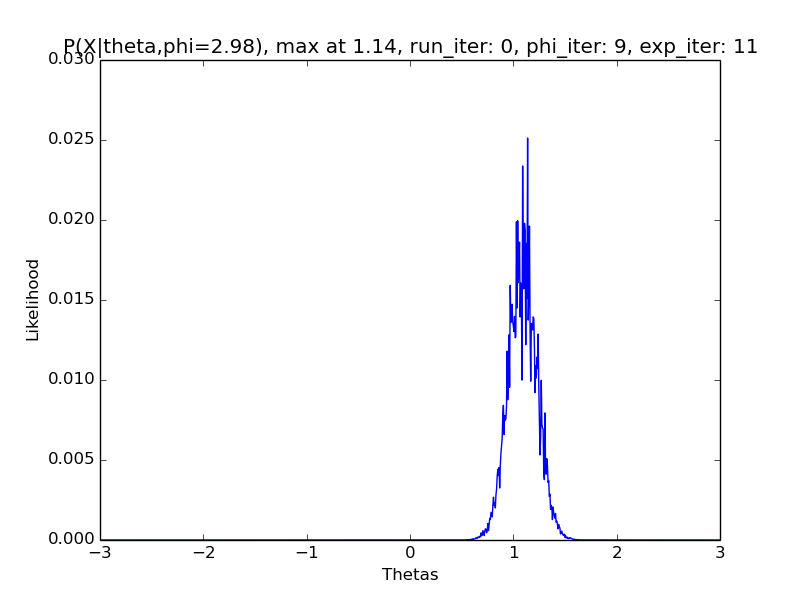 P(X|theta,phi=2.98), max at 1.14, run_iter: 0, phi_iter: 9, exp_iter: 11
0.030
0.025
0.020
0.015
0.010
0.005
0.000
Likelihood
−3 −2 −1 0 1 2 3
Thetas